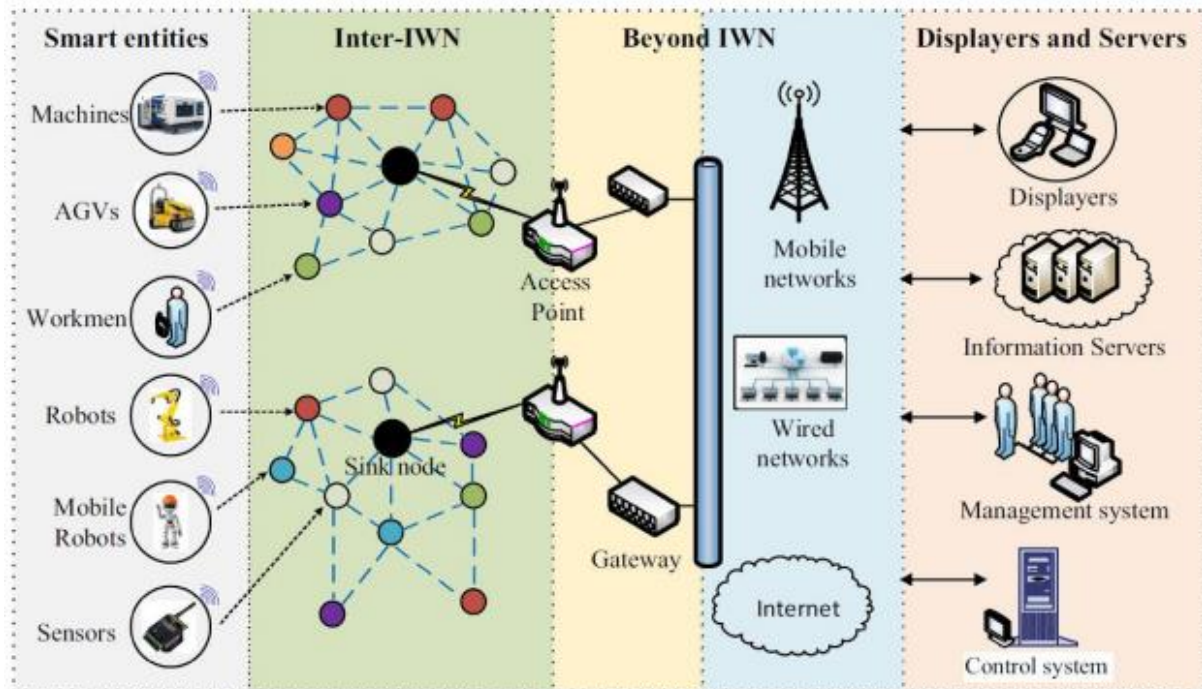 Smart entities
Inter-IWN
Beyond IWN
Displayers and Servers
Machines
AGVs
Workmen
Robots
Mobile
Robots
Sensors
Sink node
Access
Point
Gateway
Mobile
networks
Wired
networks
Internet
Displayers
Information Servers
Management system
Control system